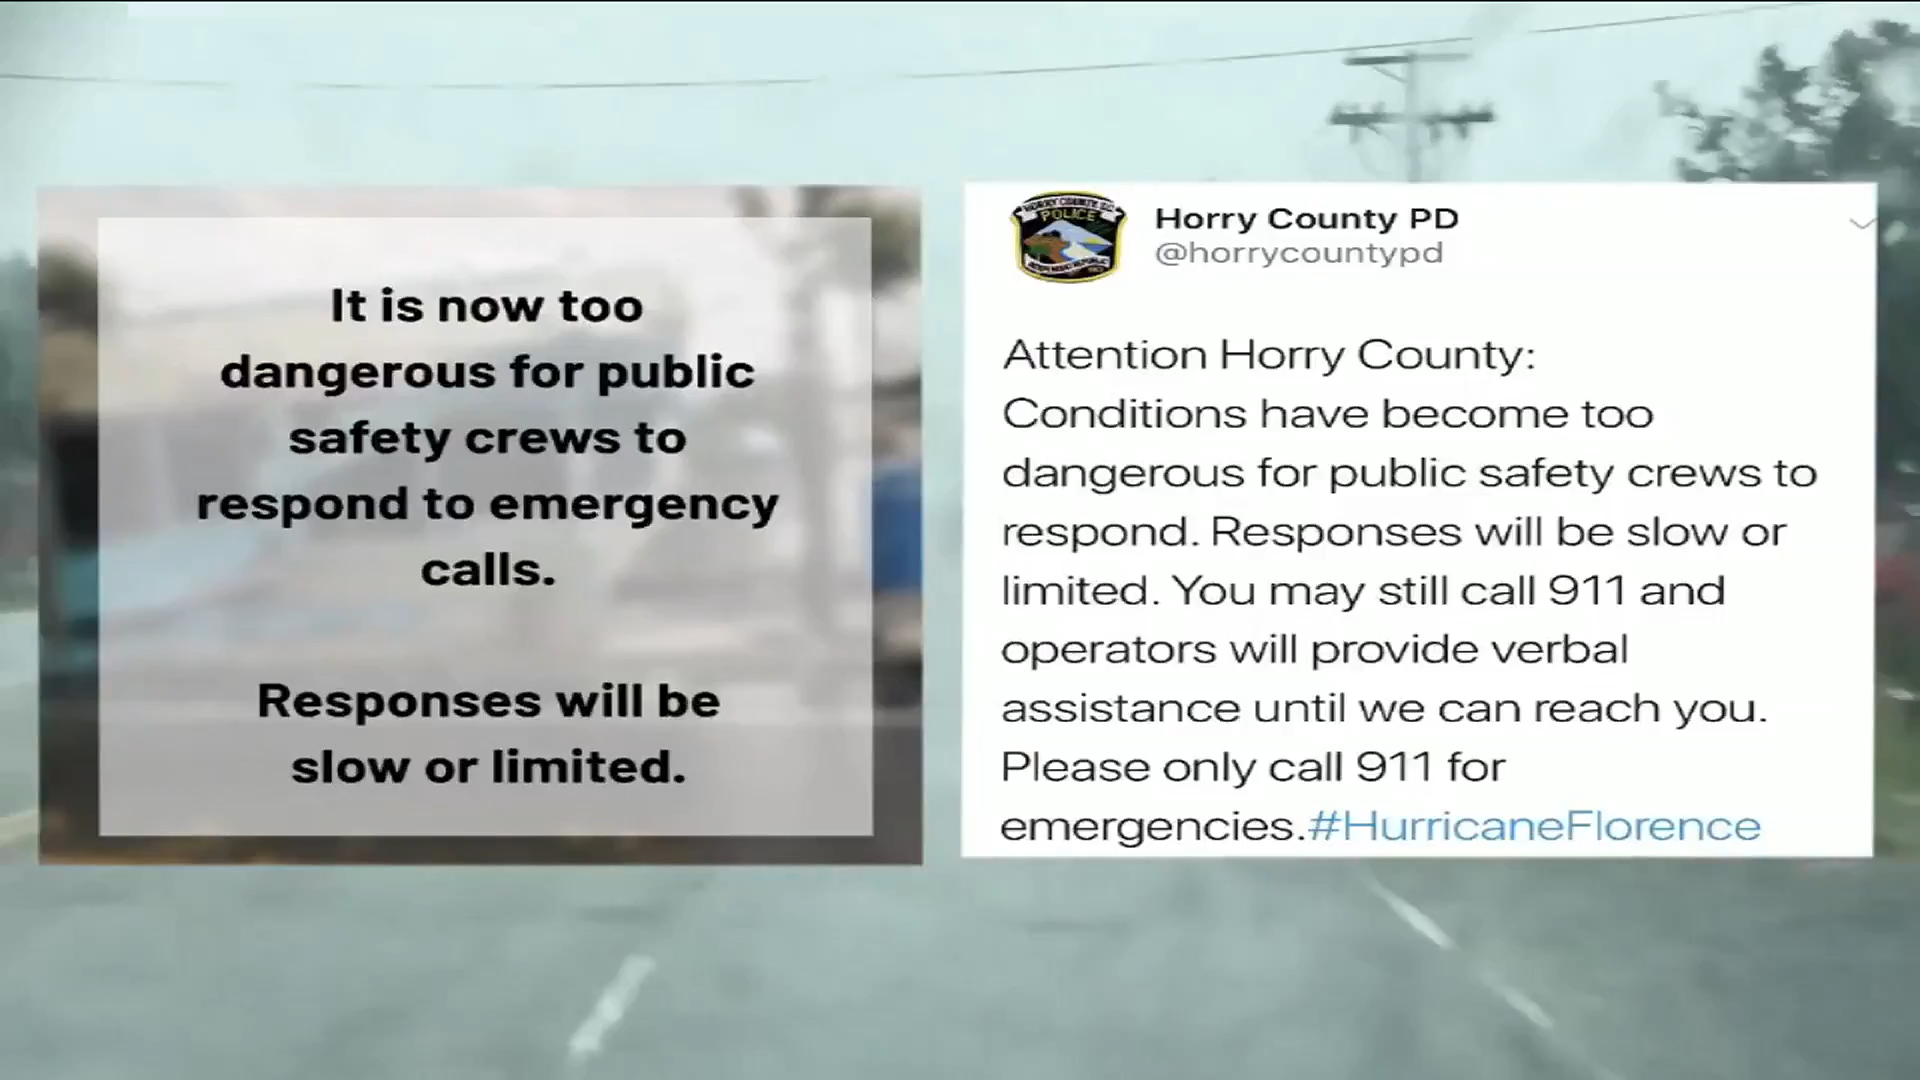 It is now too
dangerous for public
safety crews to
respond to emergency
calls.
Responses will be
slow or limited.
POLICE
Horry County PD
@horrycountypd
Attention Horry County:
Conditions have become too
dangerous for public safety crews to
respond. Responses will be slow or
limited. You may still call 911 and
operators will provide verbal
assistance until we can reach you.
Please only call 911 for
emergencies.#HurricaneFlorence